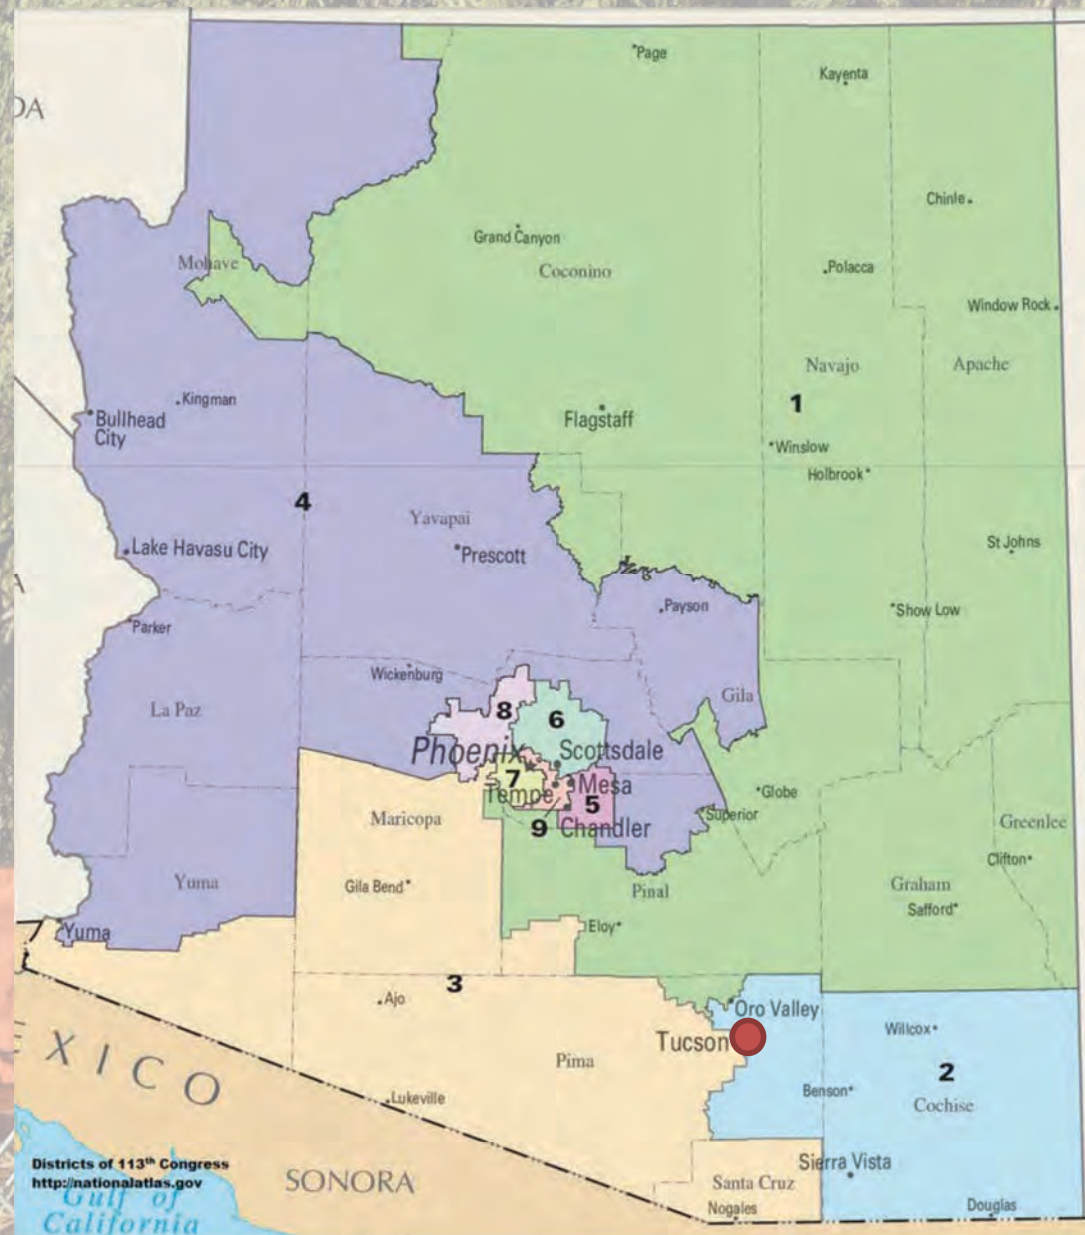 DA
Page
Kayenta
Chinle
Grand Canyon
Mohave
Coconino
Polacca
Window Rock
Navajo
Apache
Kingman
1
Flagstaff
Bullhead
City
Winslow
Holbrook
4
Yavapai
Lake Havasu City
Prescott
St Johns
A
Payson
Show Low
Parker
Wickenburg
Gila
La Paz
8
6
Phoenix
Scottsdale
7
Mesa
Tempe
5
Globe
Superior
Maricopa
9
Chandler
Greenlee
Clifton
Yuma
Gila Bend
Pinal
Graham
Safford
Eloy
Yuma
3
Ajo
Oro Valley
Willcox
Tucson
EXICO
Pima
2
Benson
Cochise
Lukeville
Districts of 113th Congress
http://nationalatlas.gov
Gulf of
California
SONORA
Sierra Vista
Santa Cruz
Nogales
Douglas